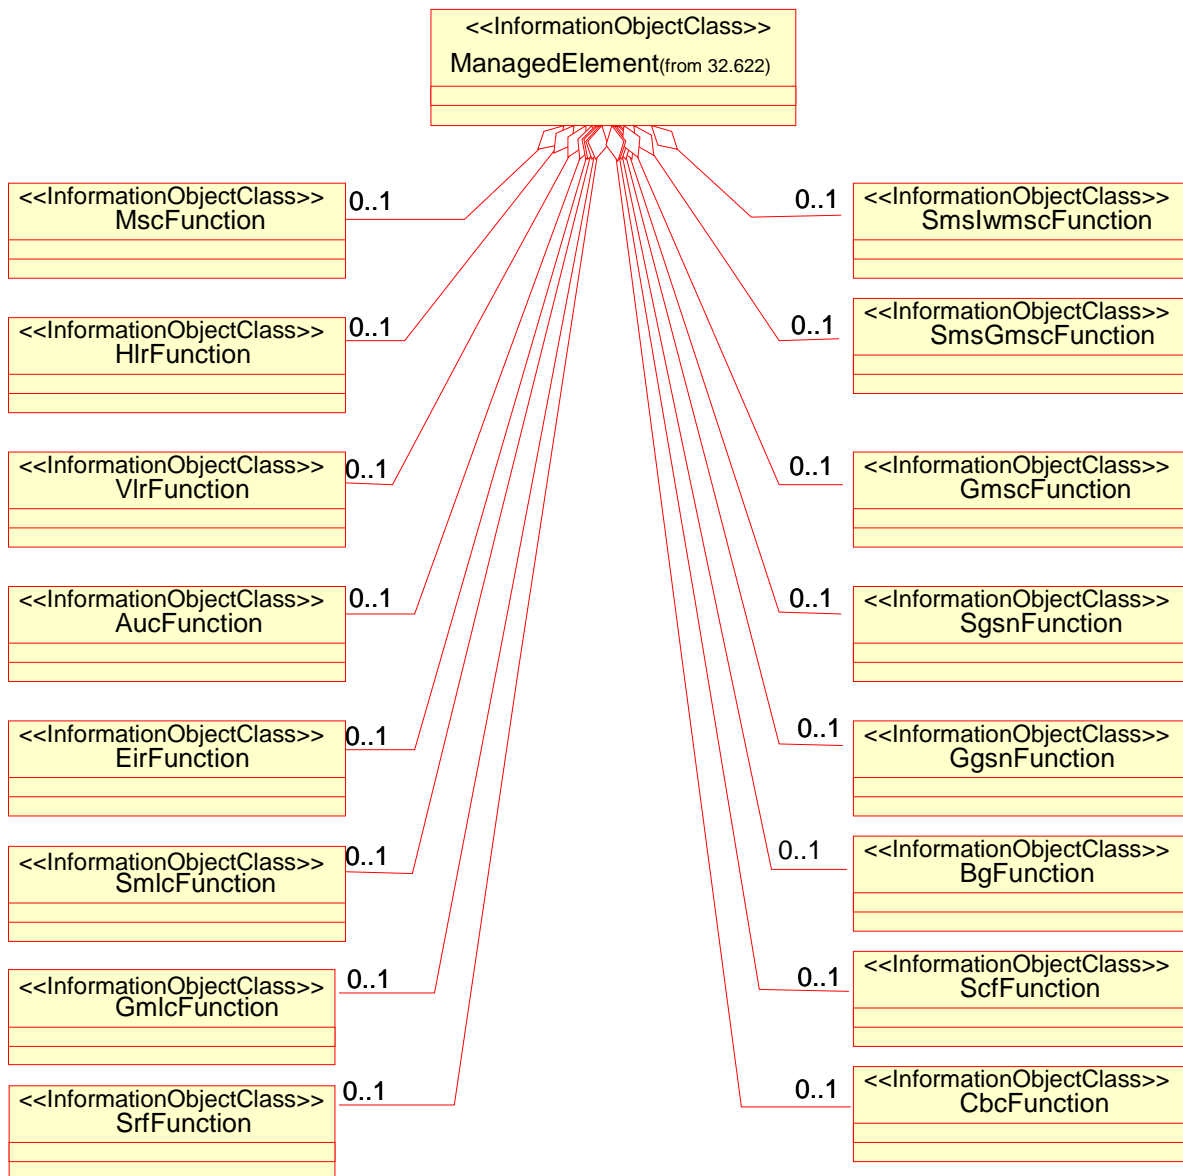 <<InformationObjectClass>>
ManagedElement(from 32.622)
<<InformationObjectClass>>
MscFunction
0..1
<<InformationObjectClass>>
HlrFunction
0..1
<<InformationObjectClass>>
VlrFunction
0..1
<<InformationObjectClass>>
AucFunction
0..1
<<InformationObjectClass>>
EirFunction
0..1
<<InformationObjectClass>>
SmlcFunction
0..1
<<InformationObjectClass>>
GmlcFunction
0..1
<<InformationObjectClass>>
SrfFunction
0..1
0..1
<<InformationObjectClass>>
SmsIwmscFunction
0..1
<<InformationObjectClass>>
SmsGmscFunction
0..1
<<InformationObjectClass>>
GmscFunction
0..1
<<InformationObjectClass>>
SgsnFunction
0..1
<<InformationObjectClass>>
GgsnFunction
0..1
<<InformationObjectClass>>
BgFunction
0..1
<<InformationObjectClass>>
ScfFunction
0..1
<<InformationObjectClass>>
CbcFunction